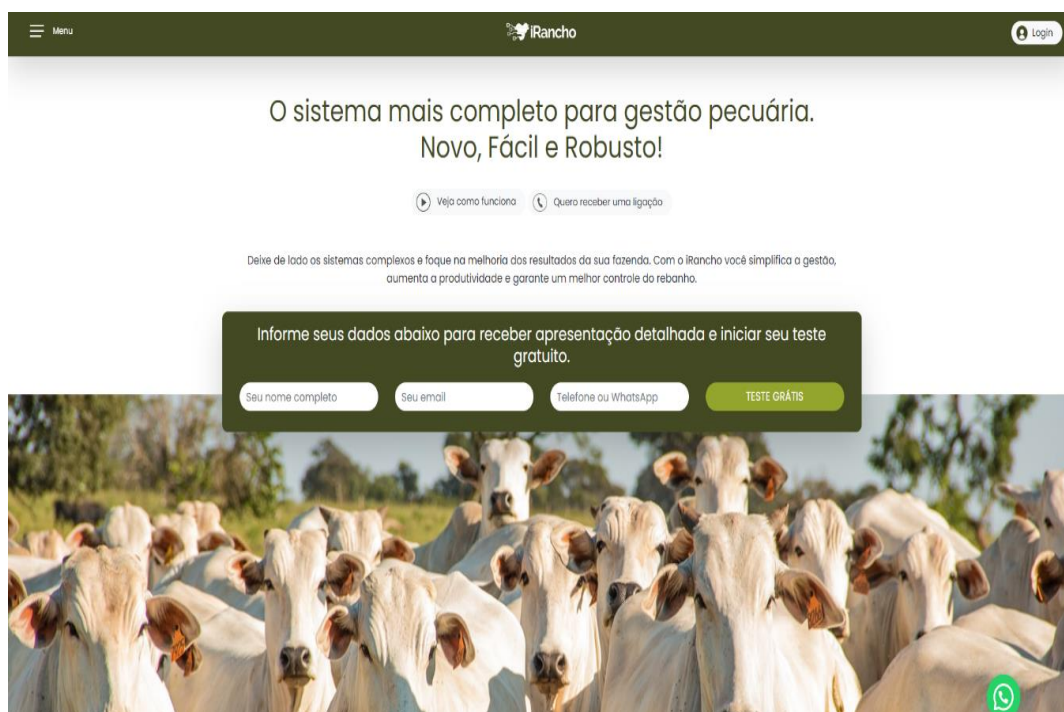 Menu
iRancho
Login
O sistema mais completo para gestão pecuária.
Novo, Fácil e Robusto!
Veja como funciona
Quero receber uma ligação
Deixe de lado os sistemas complexos e foque na melhoria dos resultados da sua fazenda. Com o iRancho você simplifica a gestão,
aumenta a produtividade e garante um melhor controle do rebanho.
Informe seus dados abaixo para receber apresentação detalhada e iniciar seu teste
gratuito.
Seu nome completo
Seu email
Telefone ou WhatsApp
TESTE GRÁTIS